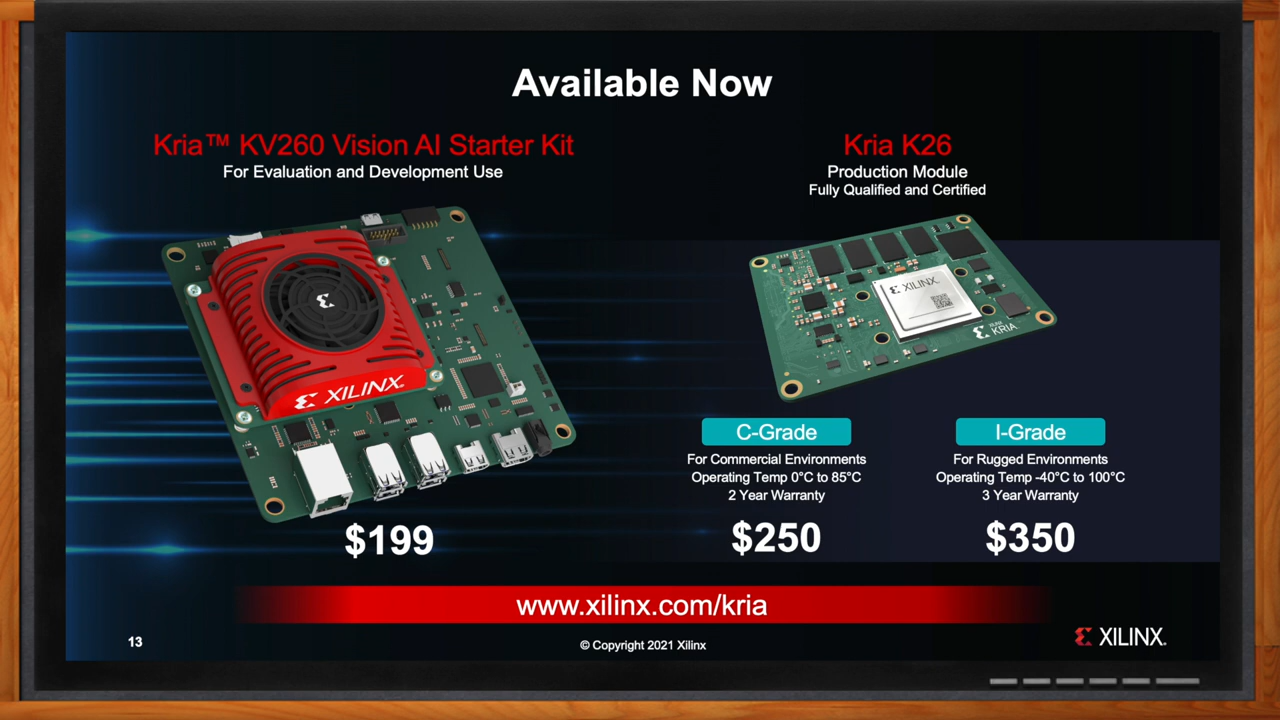 Available Now
Kria™ KV260 Vision AI Starter Kit
For Evaluation and Development Use
XILINX
$199
Kria K26
Production Module
Fully Qualified and Certified
XILINX
XILINX
KRIA
C-Grade
For Commercial Environments
Operating Temp 0°C to 85°C
2 Year Warranty
$250
I-Grade
For Rugged Environments
Operating Temp -40°C to 100°C
3 Year Warranty
$350
www.xilinx.com/kria
13
© Copyright 2021 Xilinx
XILINX.